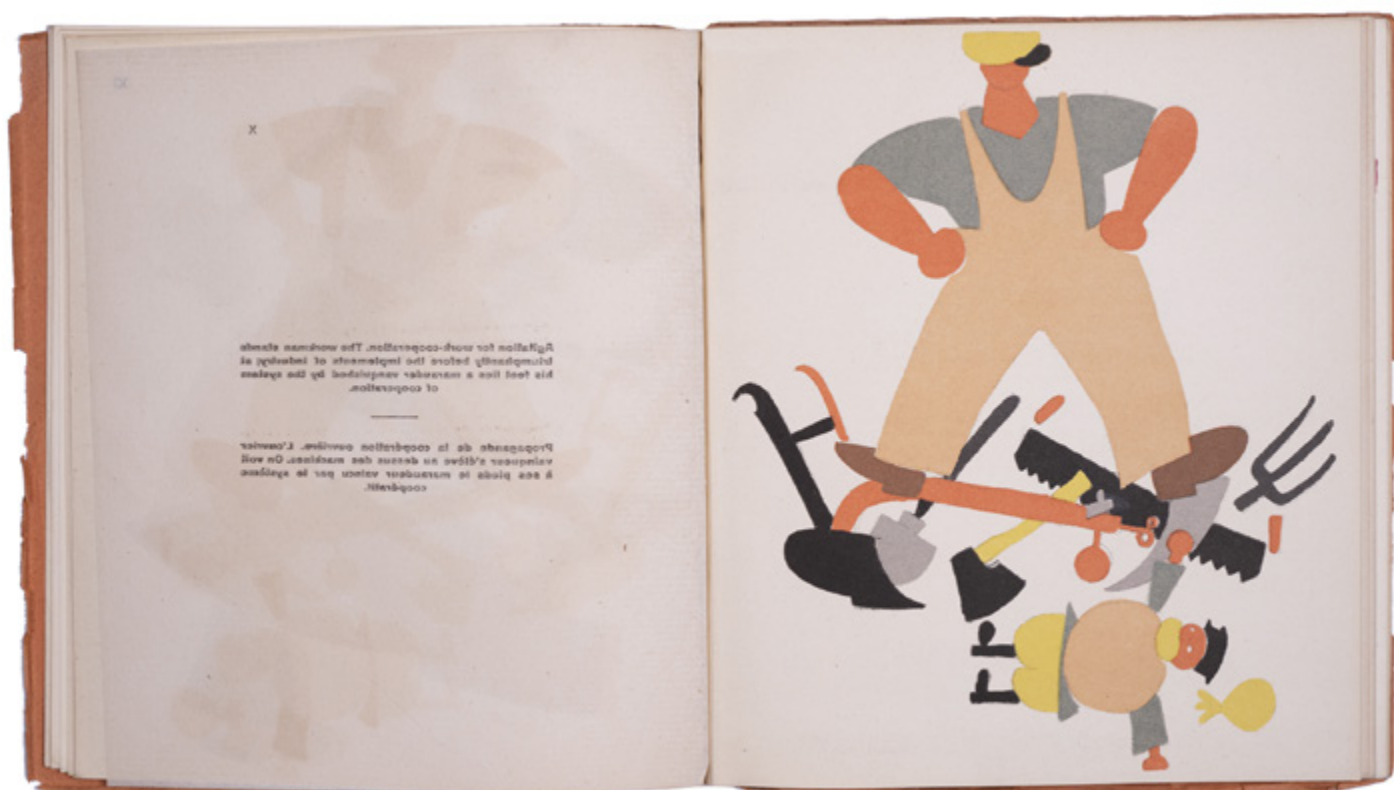 X
Agitation for work-cooperation. The workman stands
triumphantly before the implements of industry; at
his feet lies a marauder vanquished by the system
of cooperation.
Propagande de la coopération ouvrière. L'ouvrier
vainqueur s'élève au dessus des machines. On voit
à ses pieds le maraudeur vaincu par le système
coopératif.